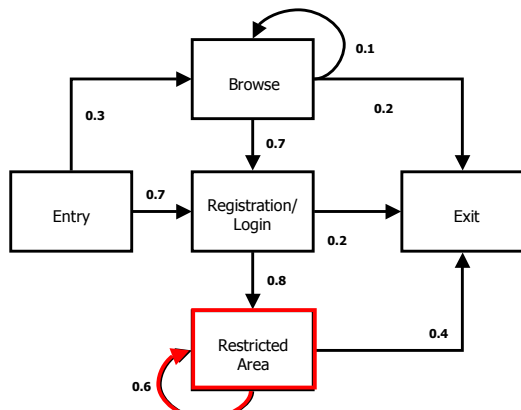 Browse
0.1
0.3
0.2
0.7
Entry
0.7
Registration/
Login
0.2
Exit
0.8
Restricted
Area
0.4
0.6